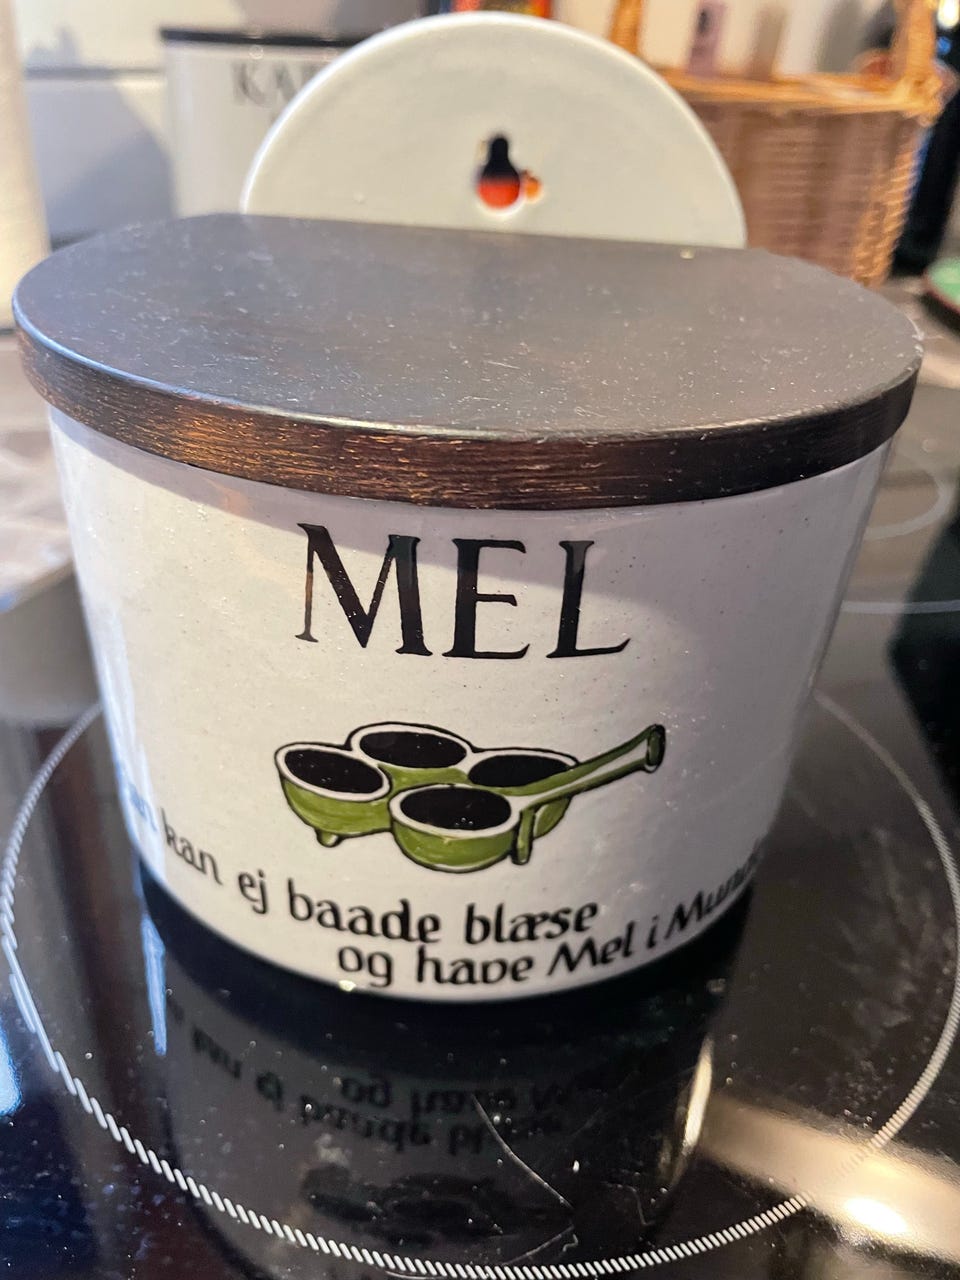 MEL
kan ej baade blæse
og have Mel i